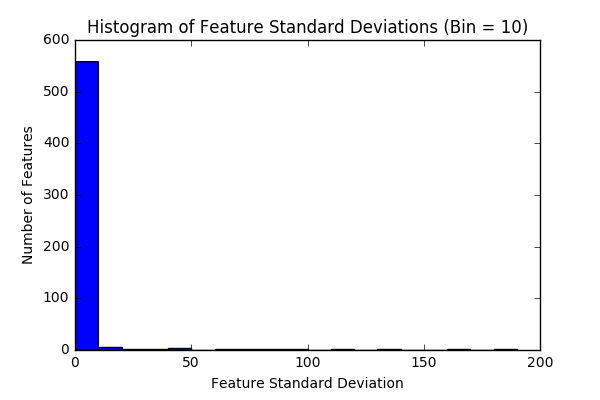 Histogram of Feature Standard Deviations (Bin = 10)
600
500
400
300
200
100
0
Number of Features
0 50 100 150 200
Feature Standard Deviation